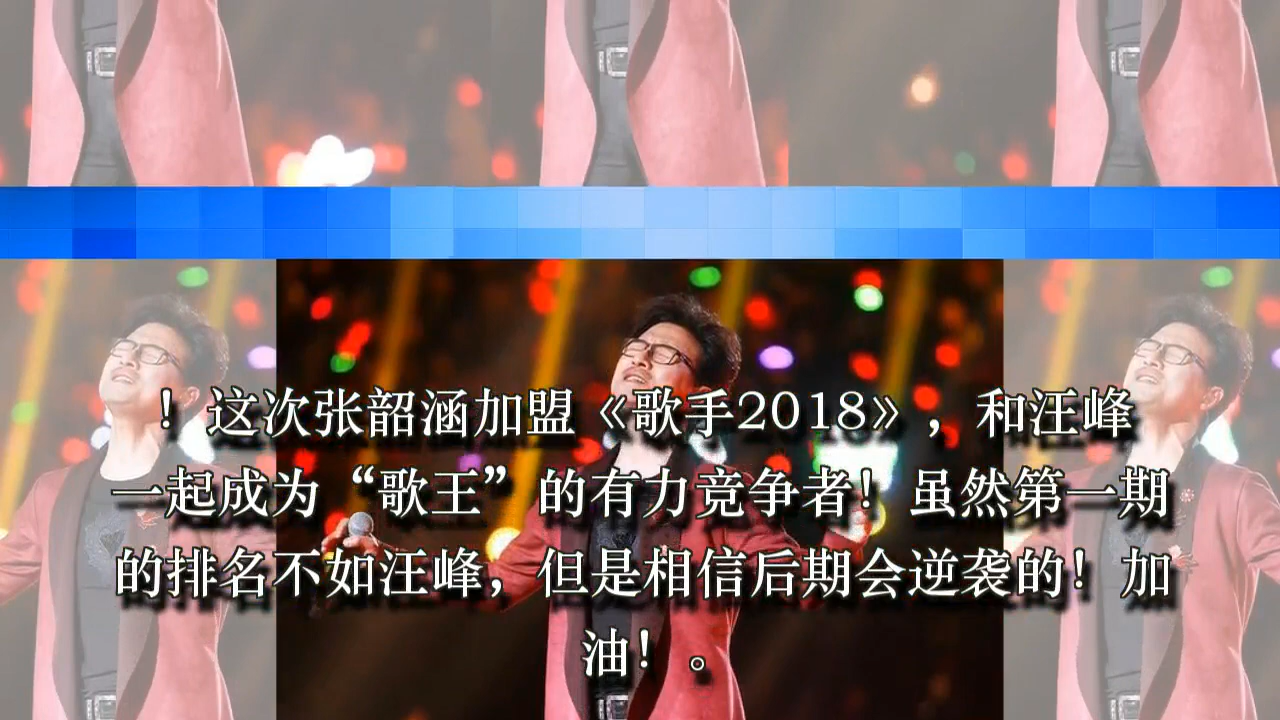 ！这次张韶涵加盟《歌手2018》，和汪峰
一起成为“歌王”的有力竞争者！虽然第一期
的排名不如汪峰，但是相信后期会逆袭的！加
油！。